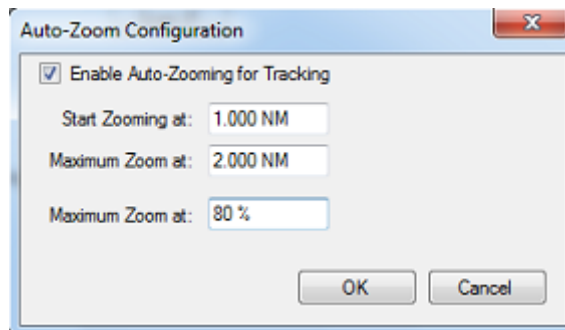 Auto-Zoom Configuration
Enable Auto-Zooming for Tracking
Start Zooming at: 1.000 NM
Maximum Zoom at: 2.000 NM
Maximum Zoom at: 80 %
OK Cancel